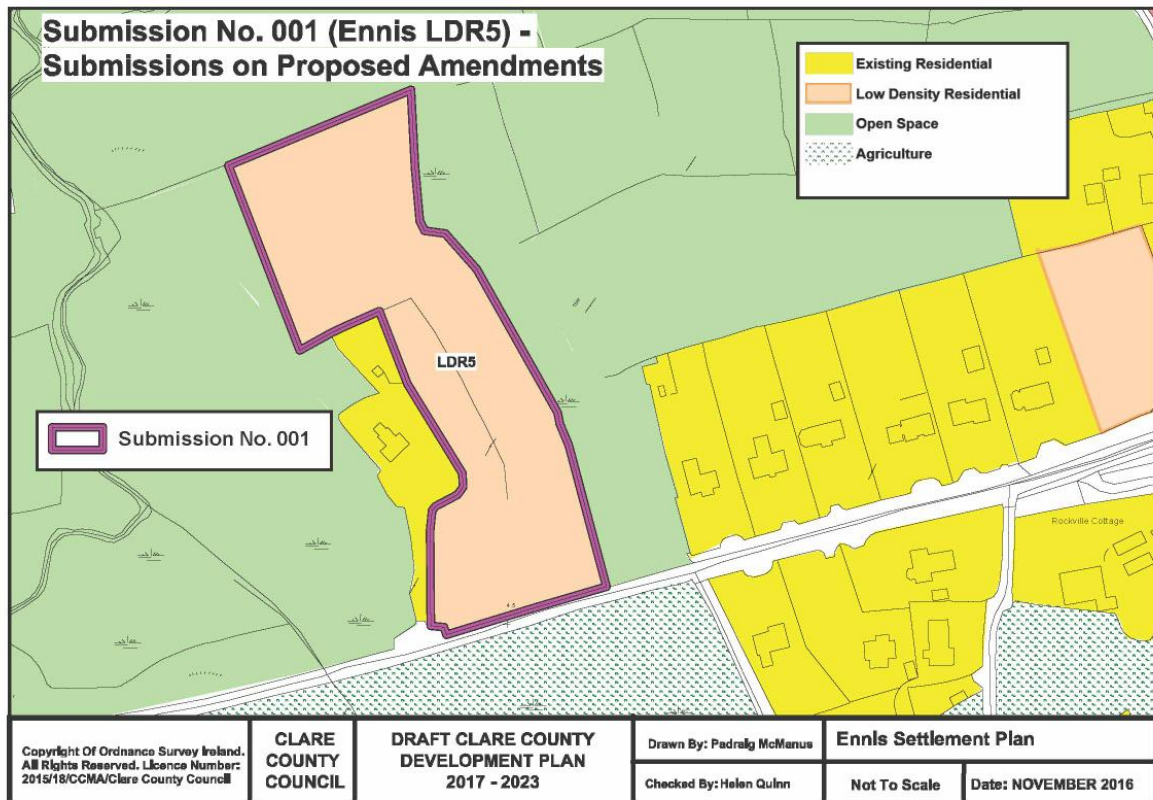 Submission No. 001 (Ennis LDR5) -
Submissions on Proposed Amendments
Existing Residential
Low Density Residential
Open Space
Agriculture
LDR5
Submission No. 001
Rockville Cottage
4.5
Copyright Of Ordnance Survey Ireland.
All Rights Reserved. Licence Number:
2015/18/CCMA/Clare County Council
CLARE
COUNTY
COUNCIL
DRAFT CLARE COUNTY
DEVELOPMENT PLAN
2017 - 2023
Drawn By: Padraig McManus
Checked By: Helen Quinn
Ennis Settlement Plan
Not To Scale
Date: NOVEMBER 2016